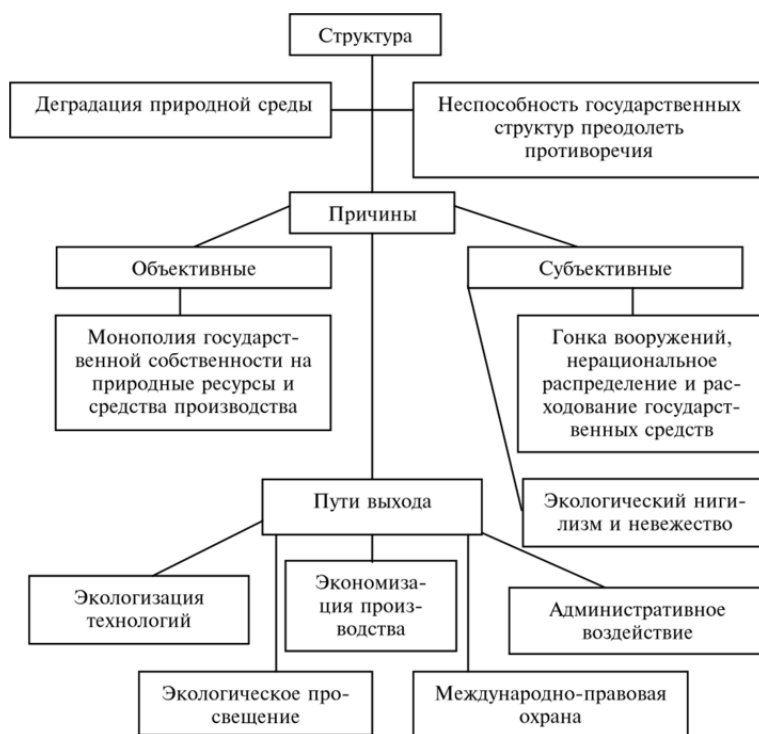 Структура
Деградация природной среды
Неспособность государственных
структур преодолеть
противоречия
Причины
Объективные
Субъективные
Монополия государст-
венной собственности на
природные ресурсы и
средства производства
Гонка вооружений,
нерациональное
распределение и рас-
ходование государст-
венных средств
Пути выхода
Экологический ниги-
лизм и невежество
Экологизация
технологий
Экономиза-
ция произ-
водства
Административное
воздействие
Экологическое про-
свещение
Международно-правовая
охрана